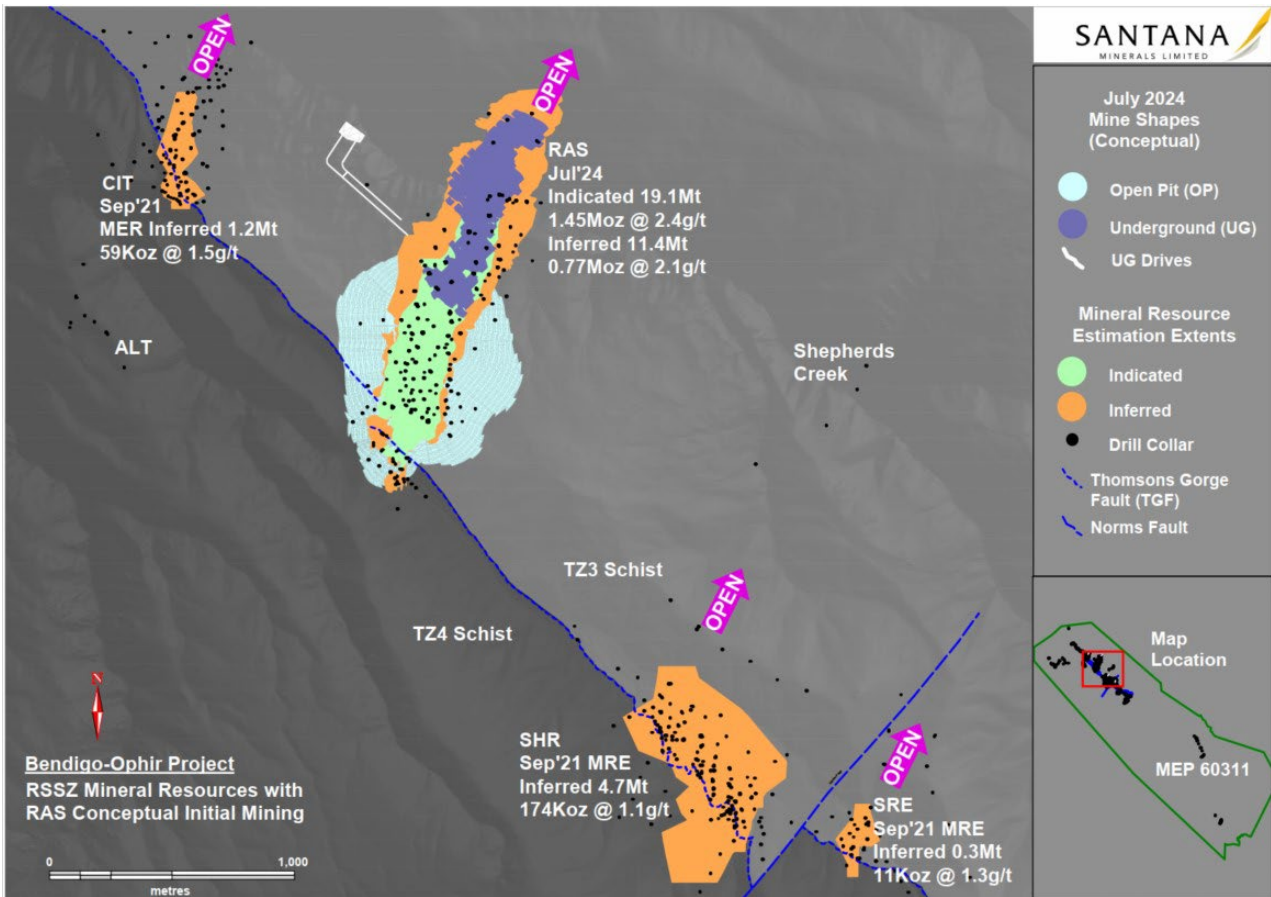 OPEN
OPEN
CIT
Sep'21
MER Inferred 1.2Mt
59Koz @ 1.5g/t
RAS
Jul'24
Indicated 19.1Mt
1.45Moz @ 2.4g/t
Inferred 11.4Mt
0.77Moz @ 2.1g/t
ALT
Shepherds
Creek
TZ3 Schist
OPEN
TZ4 Schist
SHR
Sep'21 MRE
Inferred 4.7Mt
174Koz @ 1.1g/t
OPEN
SRE
Sep'21 MRE
Inferred 0.3Mt
11Koz @ 1.3g/t
N
Bendigo-Ophir Project
RSSZ Mineral Resources with
RAS Conceptual Initial Mining
0 1,000
metres
SANTANA
MINERALS LIMITED
July 2024
Mine Shapes
(Conceptual)
Open Pit (OP)
Underground (UG)
UG Drives
Mineral Resource
Estimation Extents
Indicated
Inferred
Drill Collar
Thomsons Gorge
Fault (TGF)
Norms Fault
Map
Location
MEP 60311